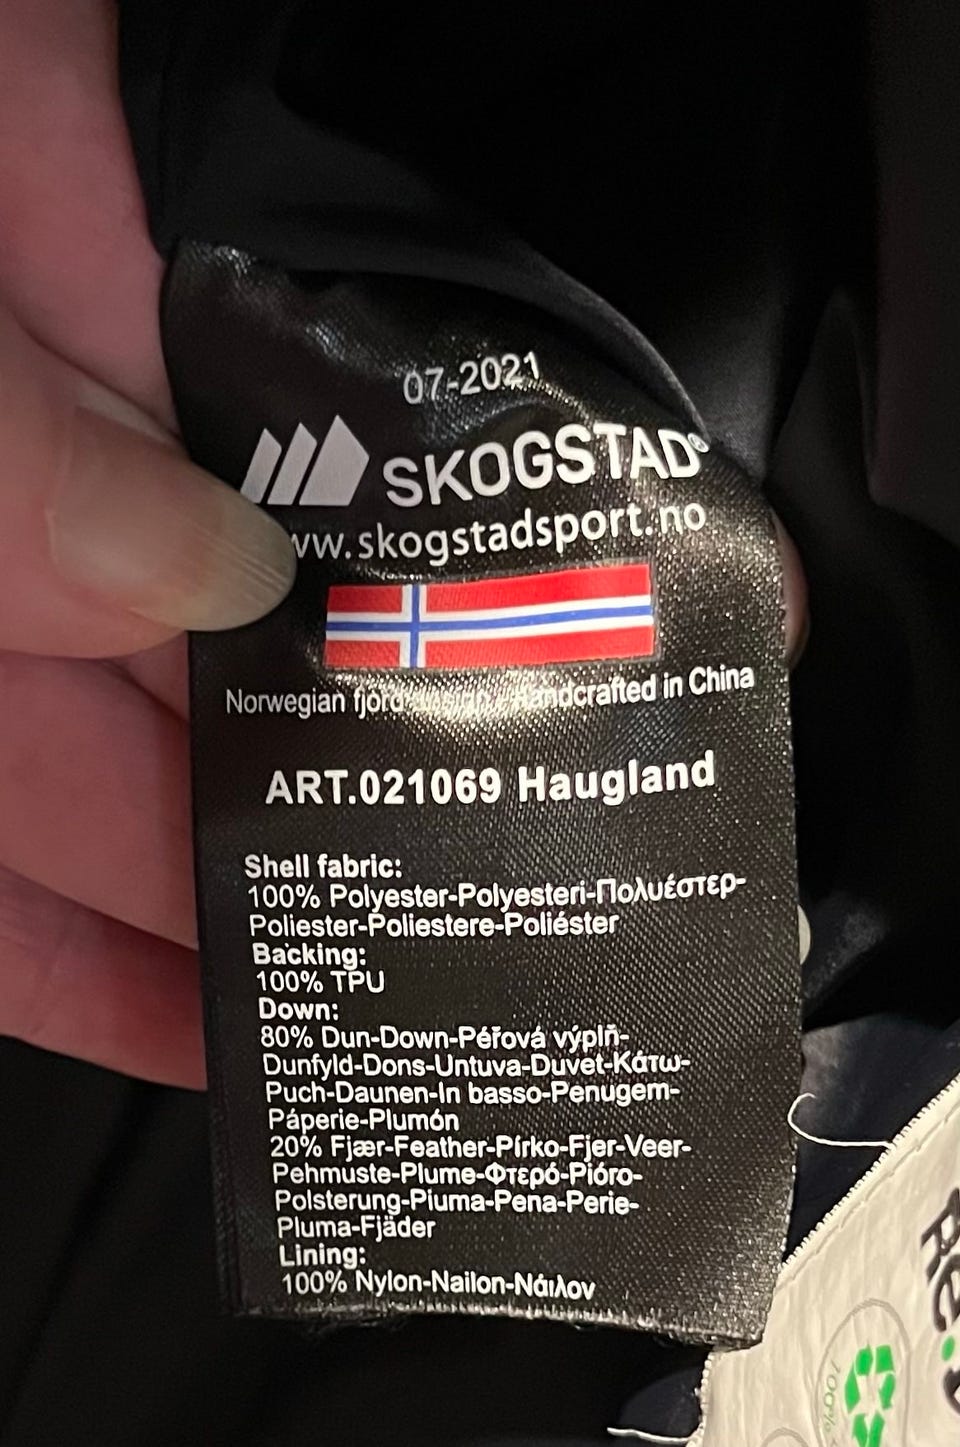 07-2021
SKOGSTAD®
ww.skogstadsport.no
Norwegian fjord design - Handcrafted in China
ART.021069 Haugland
Shell fabric:
100% Polyester-Polyesteri-Πολυέστερ-
Poliester-Poliestere-Poliéster
Backing:
100% TPU
Down:
80% Dun-Down-Péřová výplň-
Dunfyld-Dons-Untuva-Duvet-Κάτω-
Puch-Daunen-In basso-Penugem-
Páperie-Plumón
20% Fjær-Feather-Pírko-Fjer-Veer-
Pehmuste-Plume-Φτερό-Pióro-
Polsterung-Piuma-Pena-Perie-
Pluma-Fjäder
Lining:
100% Nylon-Nailon-Νάιλον
100%